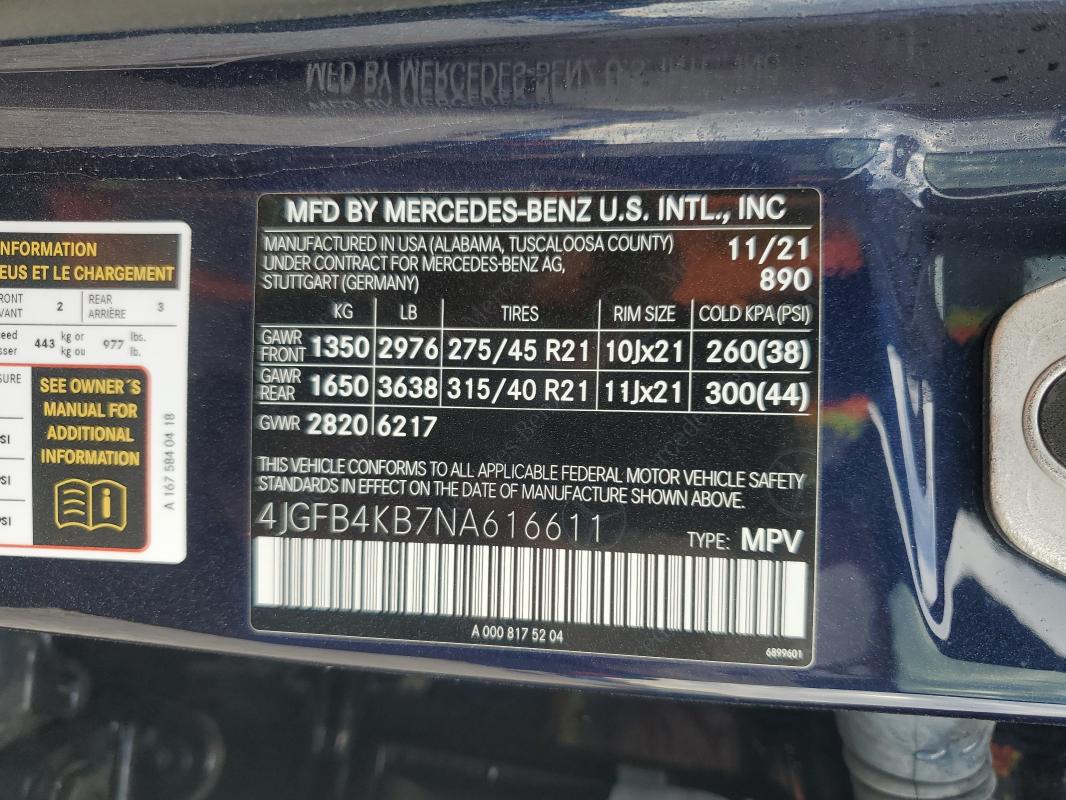 NFORMATION
EUS ET LE CHARGEMENT
RONT
VANT
2
REAR
ARRIÈRE
3
443 kg or
kg ou
977 lbs.
lb.
SEE OWNER´S
MANUAL FOR
ADDITIONAL
INFORMATION
A 167 584 04 18
MFD BY MERCEDES-BENZ U.S. INTL., INC
MANUFACTURED IN USA (ALABAMA, TUSCALOOSA COUNTY) 11/21
UNDER CONTRACT FOR MERCEDES-BENZ AG,
STUTTGART (GERMANY) 890
KG LB TIRES RIM SIZE COLD KPA (PSI)
GAWR
FRONT 1350 2976 275/45 R21 10Jx21 260(38)
GAWR
REAR 1650 3638 315/40 R21 11Jx21 300(44)
GVWR 2820 6217
THIS VEHICLE CONFORMS TO ALL APPLICABLE FEDERAL MOTOR VEHICLE SAFETY
STANDARDS IN EFFECT ON THE DATE OF MANUFACTURE SHOWN ABOVE.
4JGFB4KB7NA616611
TYPE: MPV
A 000 817 52 04
6899601